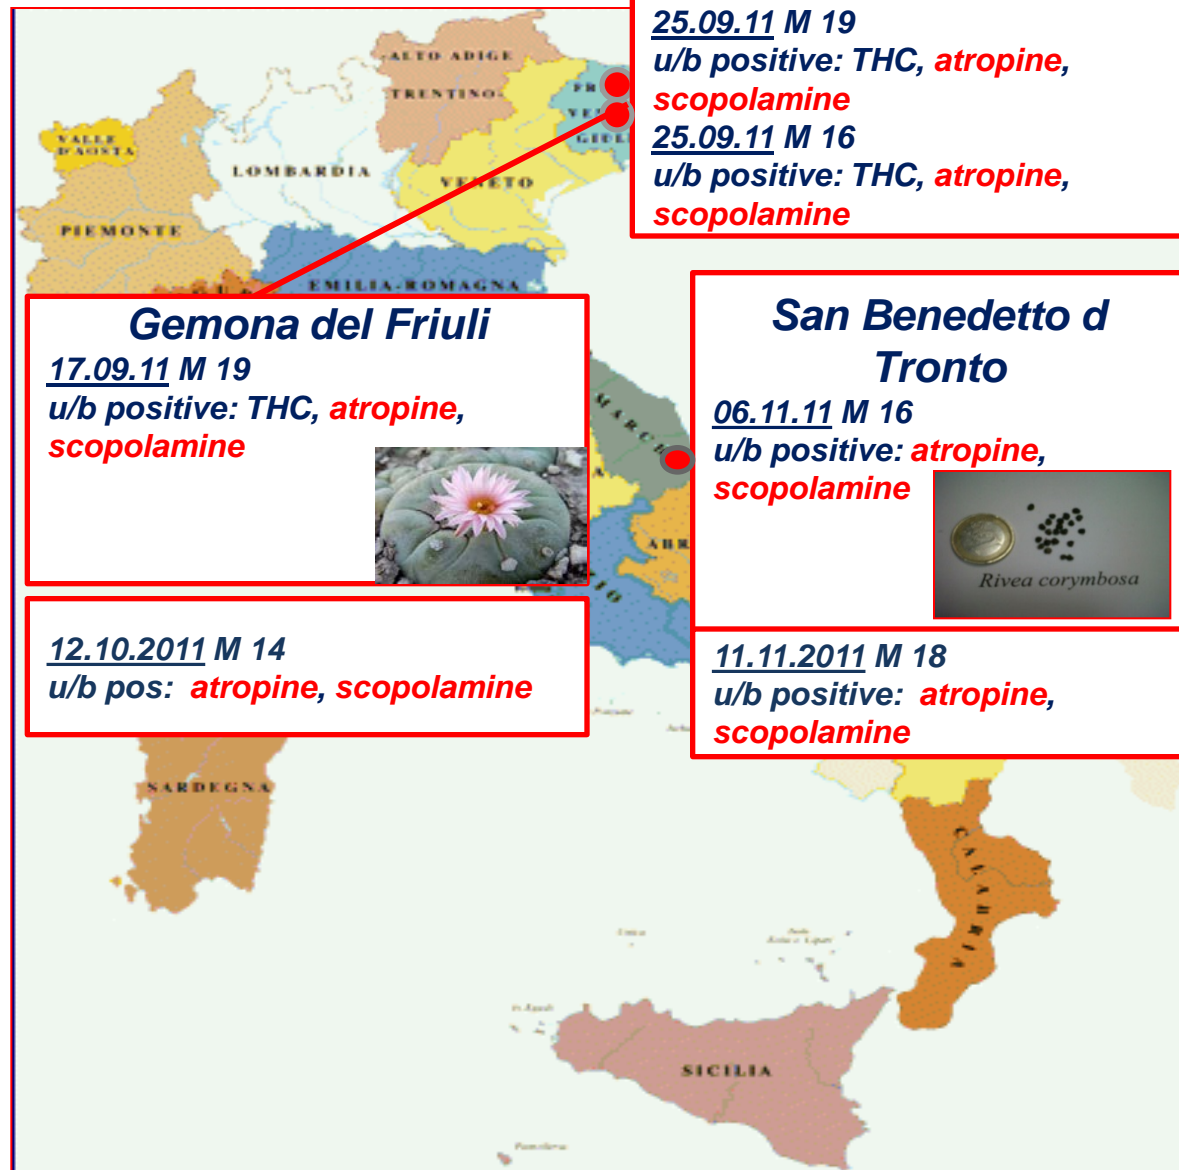 25.09.11 M 19
u/b positive: THC, atropine,
scopolamine
25.09.11 M 16
u/b positive: THC, atropine,
scopolamine
ALTO ADIGE
TRENTINO-
VALLE
D'AOSTA
LOMBARDIA
VENETO
PIEMONTE
EMILIA-ROMAGNA
Gemona del Friuli
17.09.11 M 19
u/b positive: THC, atropine,
scopolamine
San Benedetto d
Tronto
06.11.11 M 16
u/b positive: atropine,
scopolamine
Rivea corymbosa
MARCH
ABR
12.10.2011 M 14
u/b pos: atropine, scopolamine
11.11.2011 M 18
u/b positive: atropine,
scopolamine
SARDEGNA
CALABRIA
SICILIA